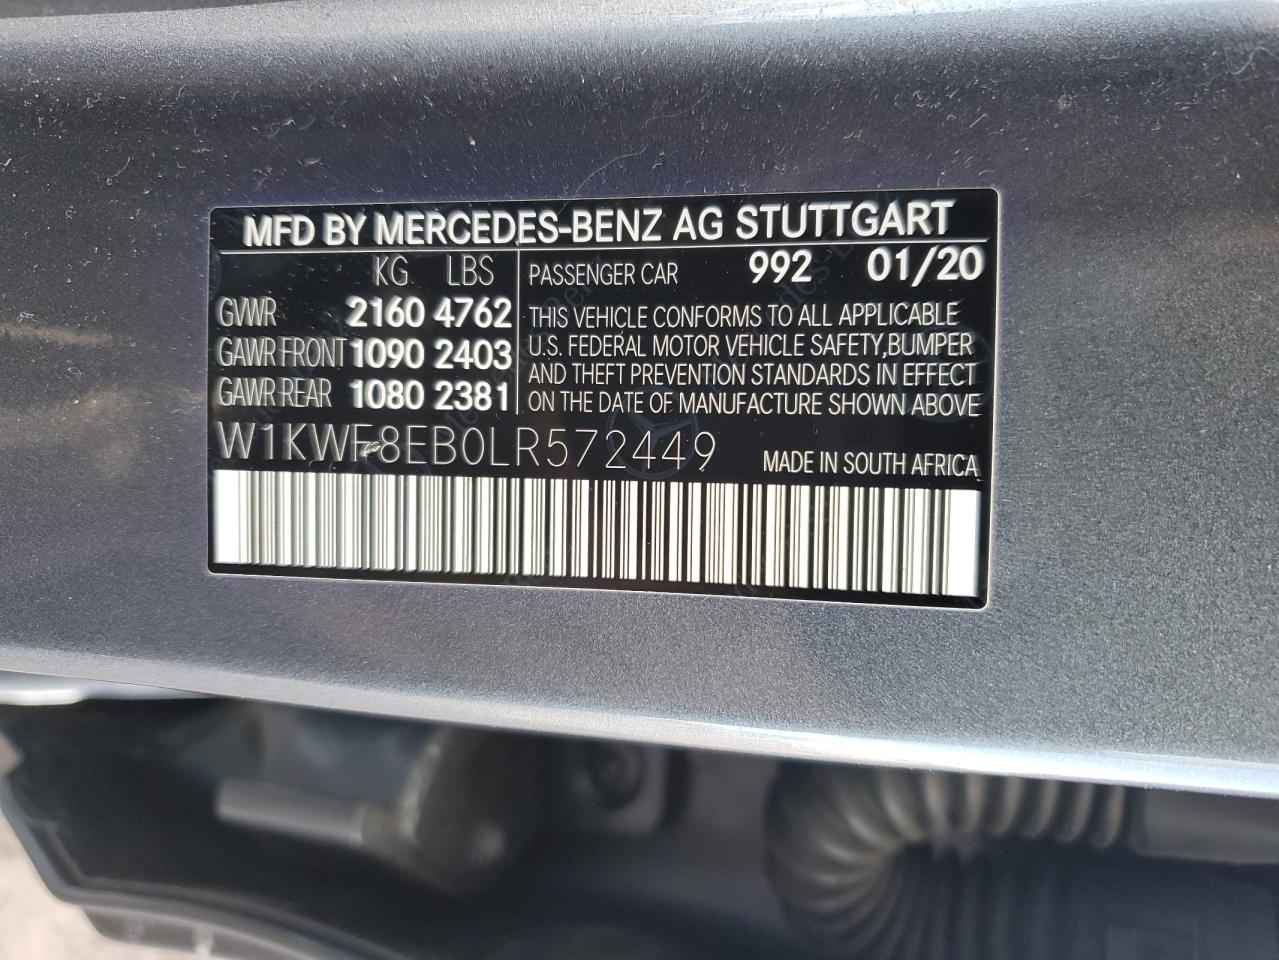 MFD BY MERCEDES-BENZ AG STUTTGART
KG LBS
GVWR 2160 4762
GAWR FRONT 1090 2403
GAWR REAR 1080 2381
PASSENGER CAR 992 01/20
THIS VEHICLE CONFORMS TO ALL APPLICABLE
U.S. FEDERAL MOTOR VEHICLE SAFETY,BUMPER
AND THEFT PREVENTION STANDARDS IN EFFECT
ON THE DATE OF MANUFACTURE SHOWN ABOVE
W1KWF8EB0LR572449
MADE IN SOUTH AFRICA